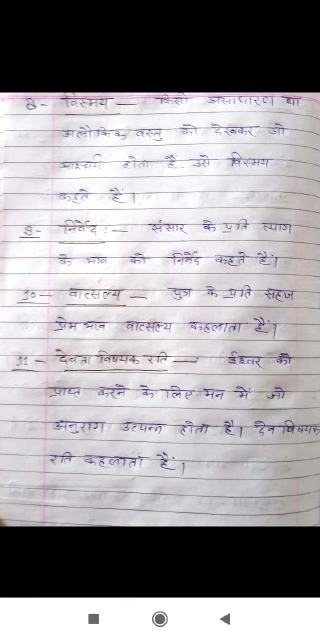 8- विस्मय — किसी असाधारण या
अलौकिक वस्तु को देखकर जो
आश्चर्य होता है उसे विस्मय
कहते हैं।
9- निर्वेद :- संसार के प्रति त्याग
के भाव को निर्वेद कहते हैं।
10- वात्सल्य — पुत्र के प्रति सहज
प्रेम भाव वात्सल्य कहलाता हैं।
11- देवता विषयक रति — ईश्वर को
प्राप्त करने के लिए मन में जो
अनुराग उत्पन्न होता है। देव विषयक
रति कहलाता हैं।